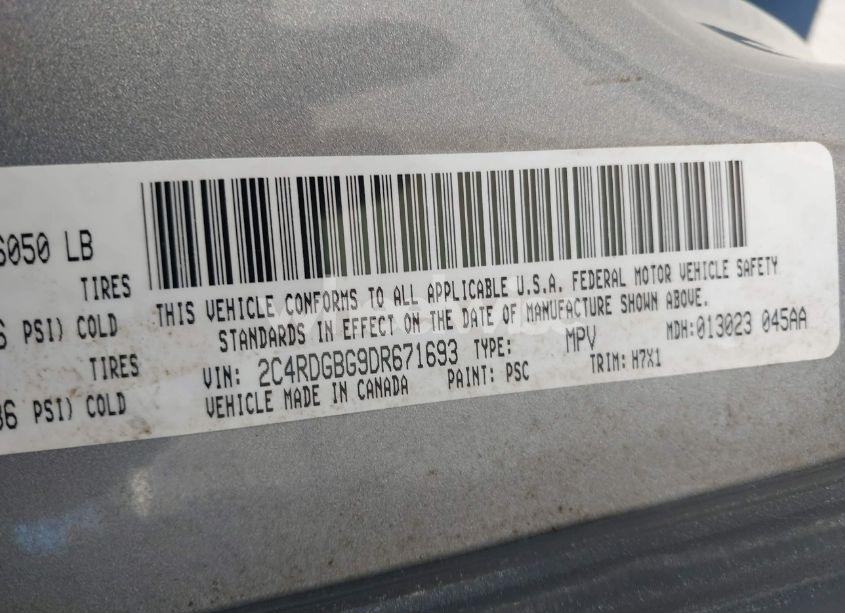 6050 LB
TIRES
6 PSI) COLD
36 PSI) COLD
THIS VEHICLE CONFORMS TO ALL APPLICABLE U.S.A. FEDERAL MOTOR VEHICLE SAFETY
STANDARDS IN EFFECT ON THE DATE OF MANUFACTURE SHOWN ABOVE.
VIN: 2C4RDGBG9DR671693 TYPE: MPV MDH: 013023 045AA
VEHICLE MADE IN CANADA PAINT: PSC TRIM: H7X1